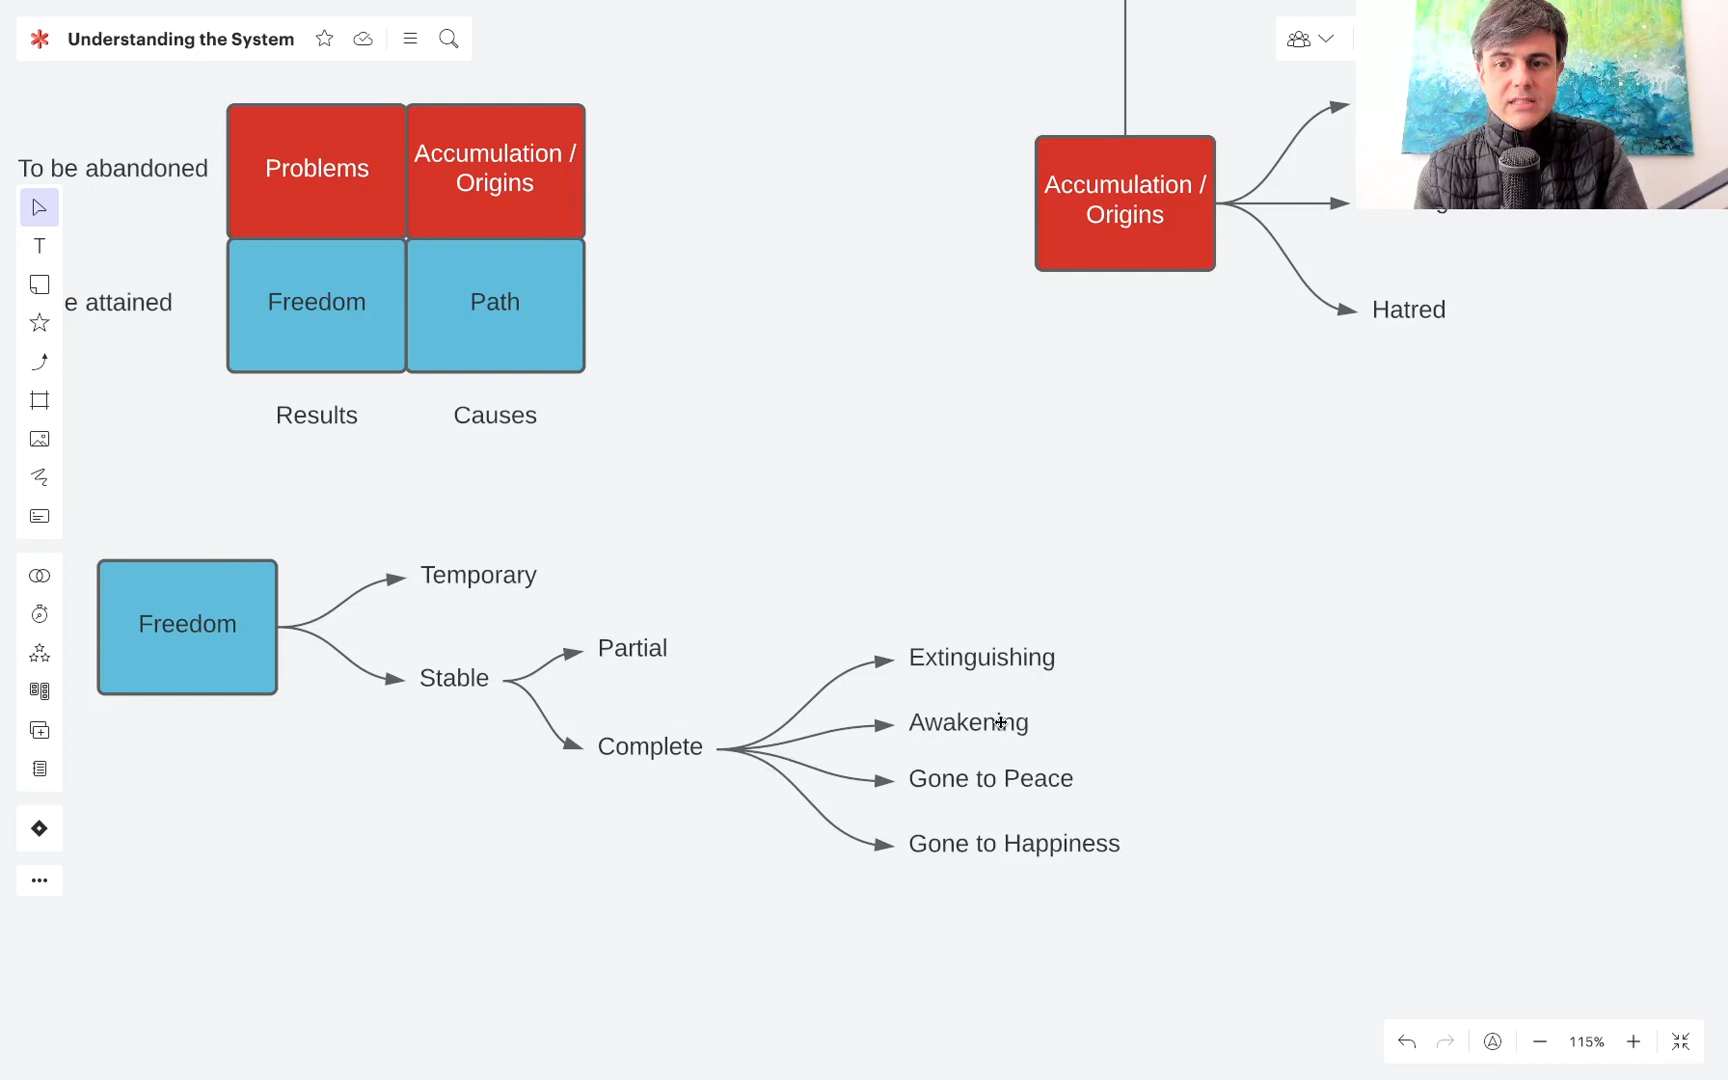 Understanding the System
To be abandoned
Problems
Accumulation /
Origins
e attained
Freedom
Path
Results
Causes
Accumulation /
Origins
Hatred
Freedom
Temporary
Stable
Partial
Complete
Extinguishing
Awakening
Gone to Peace
Gone to Happiness
T
115%